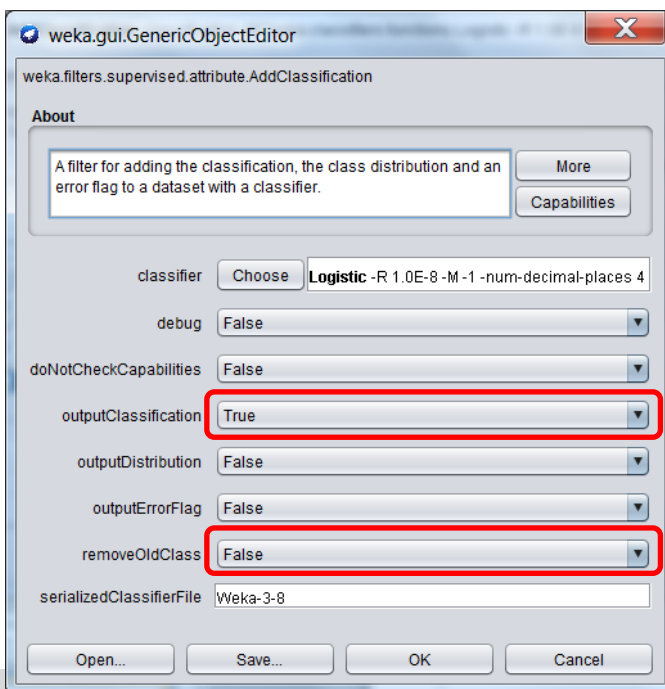 weka.gui.GenericObjectEditor
weka.filters.supervised.attribute.AddClassification
About
A filter for adding the classification, the class distribution and an
error flag to a dataset with a classifier.
More
Capabilities
classifier Choose Logistic -R 1.0E-8 -M -1 -num-decimal-places 4
debug False
doNotCheckCapabilities False
outputClassification True
outputDistribution False
outputErrorFlag False
removeOldClass False
serializedClassifierFile Weka-3-8
Open... Save... OK Cancel